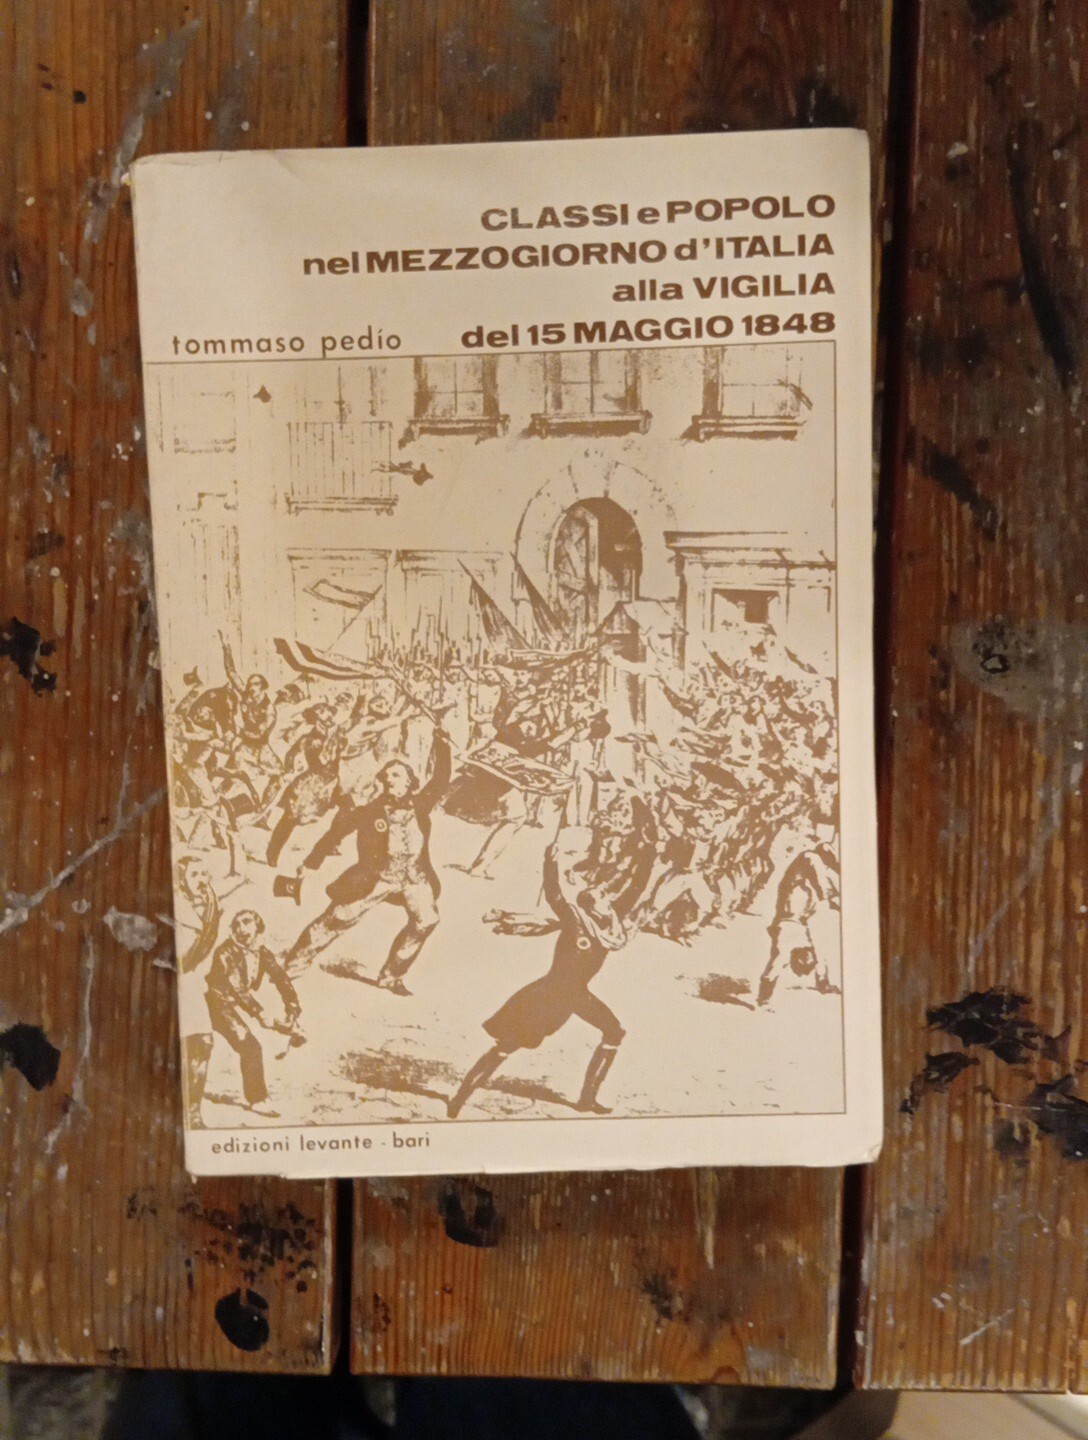 CLASSI e POPOLO
nel MEZZOGIORNO d'ITALIA
alla VIGILIA
del 15 MAGGIO 1848
tommaso pedío
edizioni levante - bari